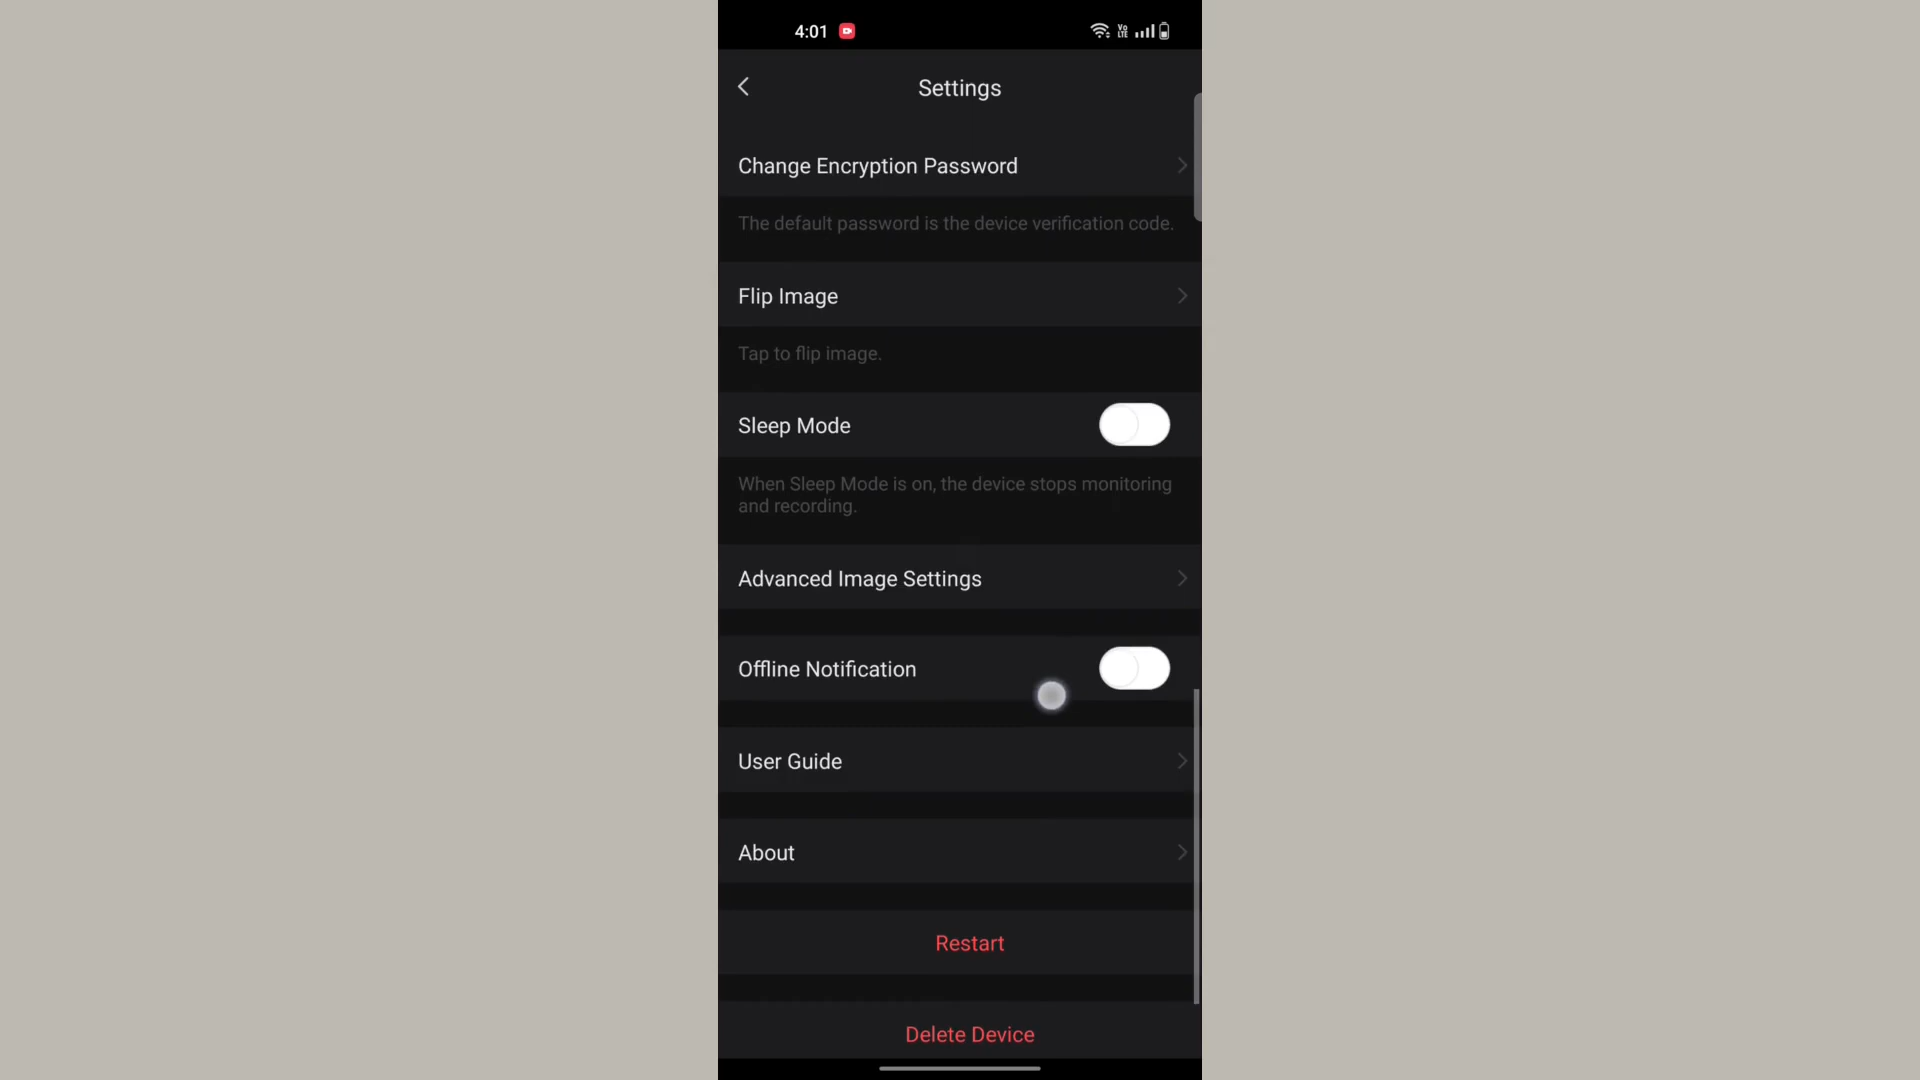 4:01
Vo
LTE
Settings
Change Encryption Password
The default password is the device verification code.
Flip Image
Tap to flip image.
Sleep Mode
When Sleep Mode is on, the device stops monitoring
and recording.
Advanced Image Settings
Offline Notification
User Guide
About
Restart
Delete Device